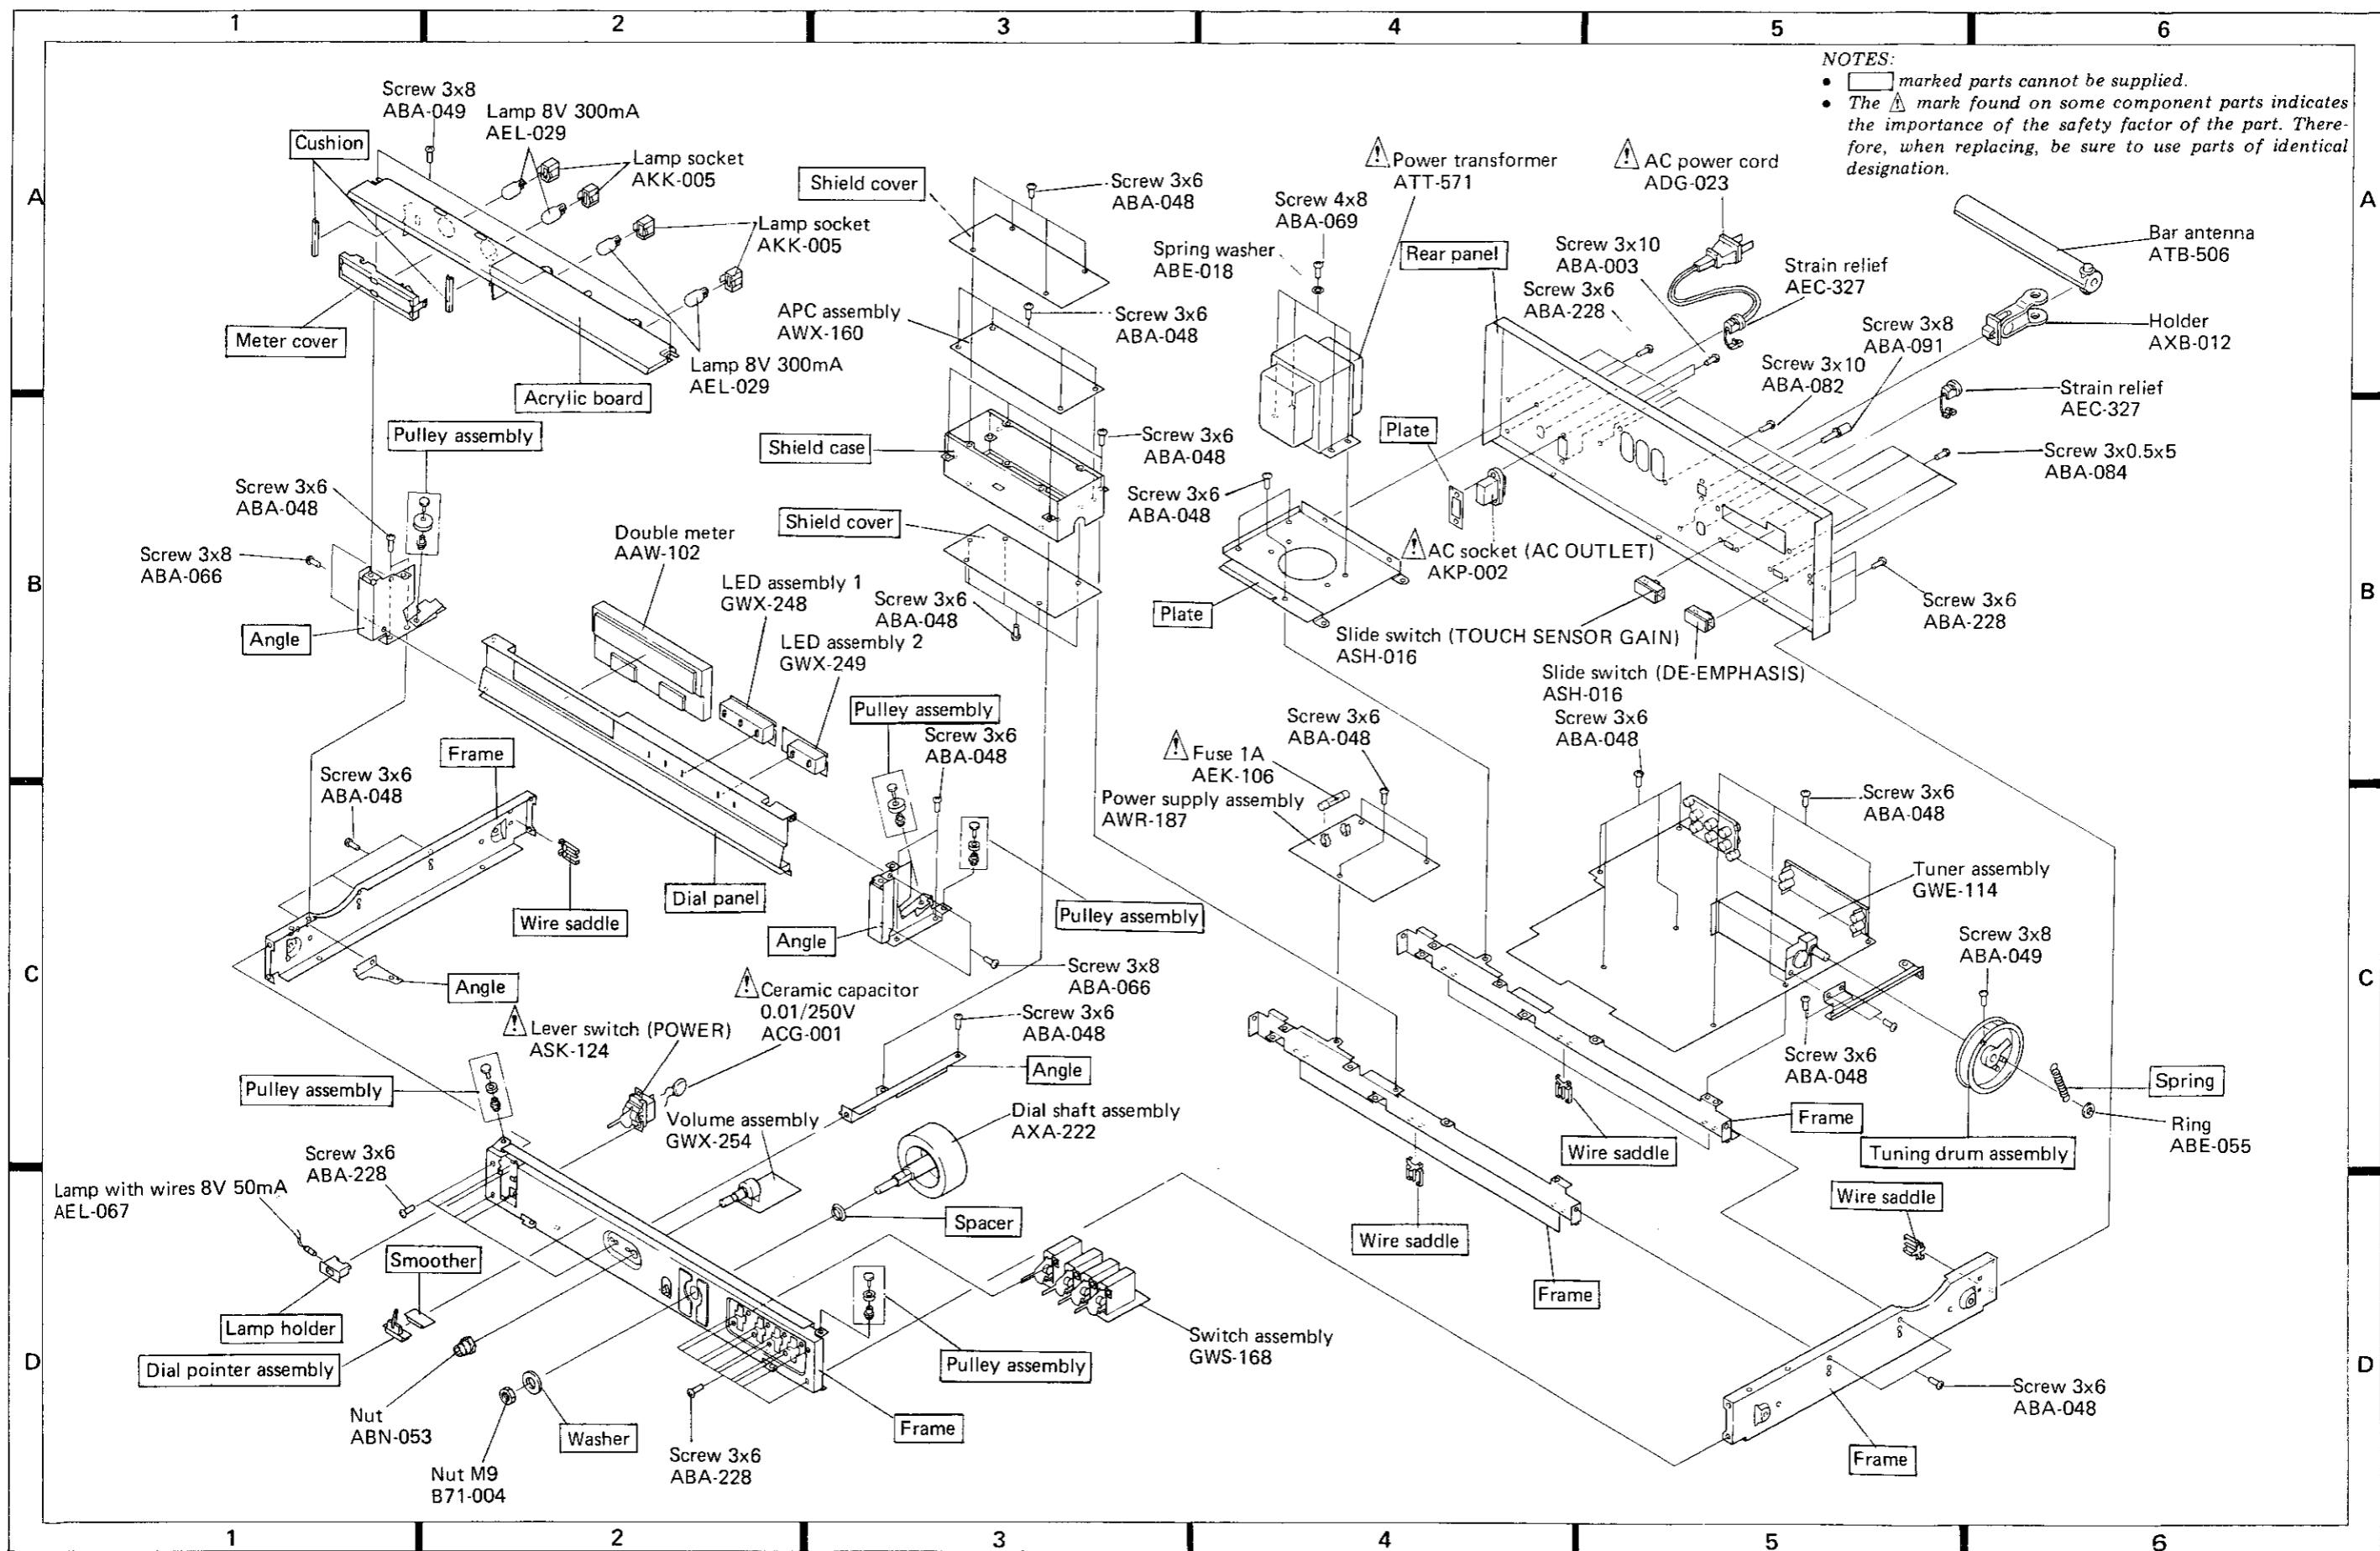 1 2 3 4 5 6
NOTES:
• marked parts cannot be supplied.
• The ⚠ mark found on some component parts indicates
the importance of the safety factor of the part. There-
fore, when replacing, be sure to use parts of identical
designation.
A
A
Screw 3x8
ABA-049
Lamp 8V 300mA
AEL-029
Cushion
Lamp socket
AKK-005
Lamp socket
AKK-005
Meter cover
Lamp 8V 300mA
AEL-029
Acrylic board
Shield cover
Screw 3x6
ABA-048
APC assembly
AWX-160
Screw 3x6
ABA-048
⚠ Power transformer
ATT-571
Screw 4x8
ABA-069
Spring washer
ABE-018
⚠ AC power cord
ADG-023
Rear panel
Screw 3x10
ABA-003
Screw 3x6
ABA-228
Strain relief
AEC-327
Bar antenna
ATB-506
Screw 3x8
ABA-091
Holder
AXB-012
Screw 3x10
ABA-082
Strain relief
AEC-327
B
B
Pulley assembly
Screw 3x6
ABA-048
Screw 3x8
ABA-066
Angle
Double meter
AAW-102
LED assembly 1
GWX-248
LED assembly 2
GWX-249
Shield case
Screw 3x6
ABA-048
Shield cover
Screw 3x6
ABA-048
Plate
Screw 3x6
ABA-048
⚠ AC socket (AC OUTLET)
AKP-002
Plate
Screw 3x0.5x5
ABA-084
Slide switch (TOUCH SENSOR GAIN)
ASH-016
Slide switch (DE-EMPHASIS)
ASH-016
Screw 3x6
ABA-228
Pulley assembly
Screw 3x6
ABA-048
Frame
Screw 3x6
ABA-048
Screw 3x6
ABA-048
Screw 3x6
ABA-048
⚠ Fuse 1A
AEK-106
Power supply assembly
AWR-187
C
C
Wire saddle
Dial panel
Pulley assembly
Angle
Angle
Screw 3x8
ABA-066
⚠ Ceramic capacitor
0.01/250V
ACG-001
⚠ Lever switch (POWER)
ASK-124
Screw 3x6
ABA-048
Angle
Pulley assembly
Volume assembly
GWX-254
Dial shaft assembly
AXA-222
Screw 3x6
ABA-048
Tuner assembly
GWE-114
Screw 3x8
ABA-049
Screw 3x6
ABA-048
Spring
Ring
ABE-055
Frame
Wire saddle
Tuning drum assembly
D
D
Screw 3x6
ABA-228
Lamp with wires 8V 50mA
AEL-067
Smoother
Lamp holder
Dial pointer assembly
Nut
ABN-053
Nut M9
B71-004
Washer
Spacer
Screw 3x6
ABA-228
Frame
Pulley assembly
Switch assembly
GWS-168
Wire saddle
Frame
Wire saddle
Screw 3x6
ABA-048
Frame
1 2 3 4 5 6